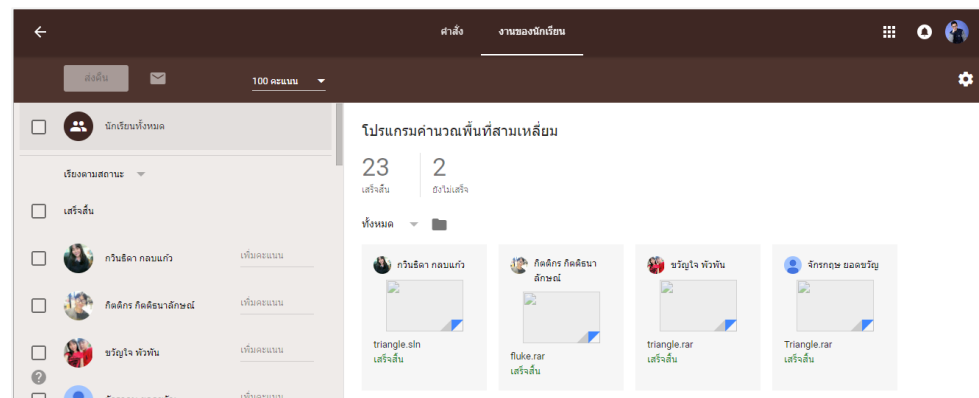 คำสั่ง
งานของนักเรียน
ส่งคืน
100 คะแนน
นักเรียนทั้งหมด
เรียงตามสถานะ
เสร็จสิ้น
กวินธิดา กลบแก้ว เพิ่มคะแนน
กิตติกร กิตติธนาลักษณ์ เพิ่มคะแนน
ขวัญใจ พัวพัน เพิ่มคะแนน
เพิ่มคะแนน
โปรแกรมคำนวณพื้นที่สามเหลี่ยม
23 2
เสร็จสิ้น ยังไม่เสร็จ
ทั้งหมด
กวินธิดา กลบแก้ว
triangle.sln
เสร็จสิ้น
กิตติกร กิตติธนา
ลักษณ์
fluke.rar
เสร็จสิ้น
ขวัญใจ พัวพัน
triangle.rar
เสร็จสิ้น
จักรกฤษ ยอดขวัญ
Triangle.rar
เสร็จสิ้น